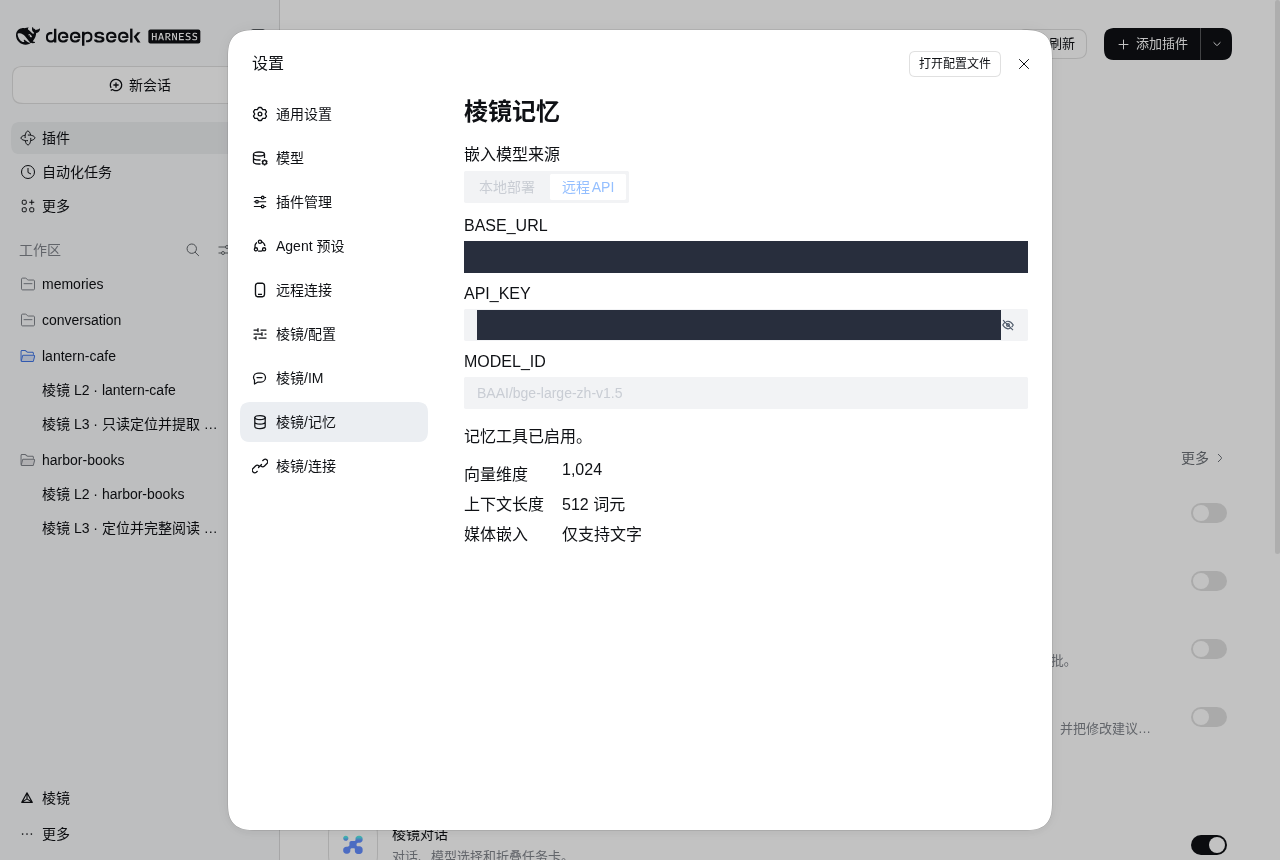 deepseek HARNESS
新会话
插件
自动化任务
更多
工作区
memories
conversation
lantern-cafe
棱镜 L2 · lantern-cafe
棱镜 L3 · 只读定位并提取 …
harbor-books
棱镜 L2 · harbor-books
棱镜 L3 · 定位并完整阅读 …
棱镜
更多
刷新
添加插件
设置
打开配置文件
通用设置
模型
插件管理
Agent 预设
远程连接
棱镜/配置
棱镜/IM
棱镜/记忆
棱镜/连接
棱镜记忆
嵌入模型来源
本地部署 远程 API
BASE_URL
API_KEY
MODEL_ID
BAAI/bge-large-zh-v1.5
记忆工具已启用。
向量维度 1,024
上下文长度 512 词元
媒体嵌入 仅支持文字
更多
批。
并把修改建议…
棱镜对话
对话、模型选择和折叠任务卡。